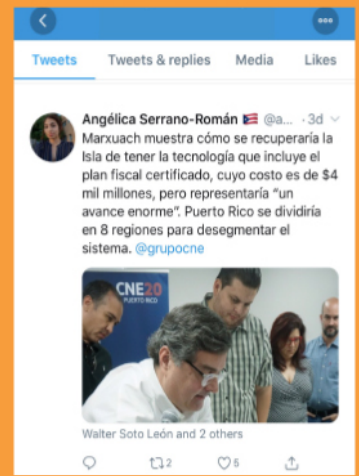 Tweets Tweets & replies Media Likes
Angélica Serrano-Román @a... · 3d
Marxuach muestra cómo se recuperaría la
Isla de tener la tecnología que incluye el
plan fiscal certificado, cuyo costo es de $4
mil millones, pero representaría “un
avance enorme”. Puerto Rico se dividiría
en 8 regiones para desegmentar el
sistema. @grupocne
CNE20
PUERTO RICO
Walter Soto León and 2 others
2 5